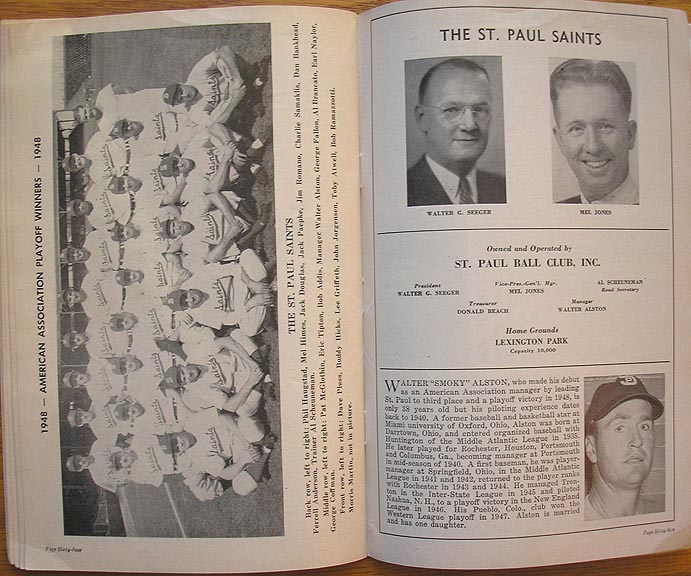 1948 — AMERICAN ASSOCIATION PLAYOFF WINNERS — 1948
THE ST. PAUL SAINTS
Back row, left to right: Phil Haugstad, Mel Himes, Jack Douglas, Jack Paepke, Jim Romano, Charlie Samaklis, Dan Bankhead,
Ferrell Anderson, Trainer Al Scheuneman.
Middle row, left to right: Pat McGlothin, Eric Tipton, Bob Addis, Manager Walter Alston, George Fallon, Al Brancato, Earl Naylor,
George Coffman.
Front row, left to right: Dave Pluss, Buddy Hicks, Lee Griffeth, John Jorgensen, Toby Atwell, Bob Ramazzotti.
Morris Martin, not in picture.
Page Sixty-four
THE ST. PAUL SAINTS
WALTER G. SEEGER
MEL JONES
Owned and Operated by
ST. PAUL BALL CLUB, INC.
President
WALTER G. SEEGER
Vice-Pres.-Gen'l. Mgr.
MEL JONES
AL SCHEUNEMAN
Road Secretary
Treasurer
DONALD BEACH
Manager
WALTER ALSTON
Home Grounds
LEXINGTON PARK
Capacity 10,000
WALTER "SMOKY" ALSTON, who made his debut
as an American Association manager by leading
St. Paul to third place and a playoff victory in 1948, is
only 38 years old but his piloting experience dates
back to 1940. A former baseball and basketball star at
Miami university of Oxford, Ohio, Alston was born at
Darrtown, Ohio, and entered organized baseball with
Huntington of the Middle Atlantic League in 1935.
He later played for Rochester, Houston, Portsmouth
and Columbus, Ga., becoming manager at Portsmouth
in mid-season of 1940. A first baseman, he was player-
manager at Springfield, Ohio, in the Middle Atlantic
League in 1941 and 1942, returned to the player ranks
with Rochester in 1943 and 1944. He managed Tren-
ton in the Inter-State League in 1945 and piloted
Nashua, N. H., to a playoff victory in the New England
League in 1946. His Pueblo, Colo., club won the
Western League playoff in 1947. Alston is married
and has one daughter.
Page Sixty-five